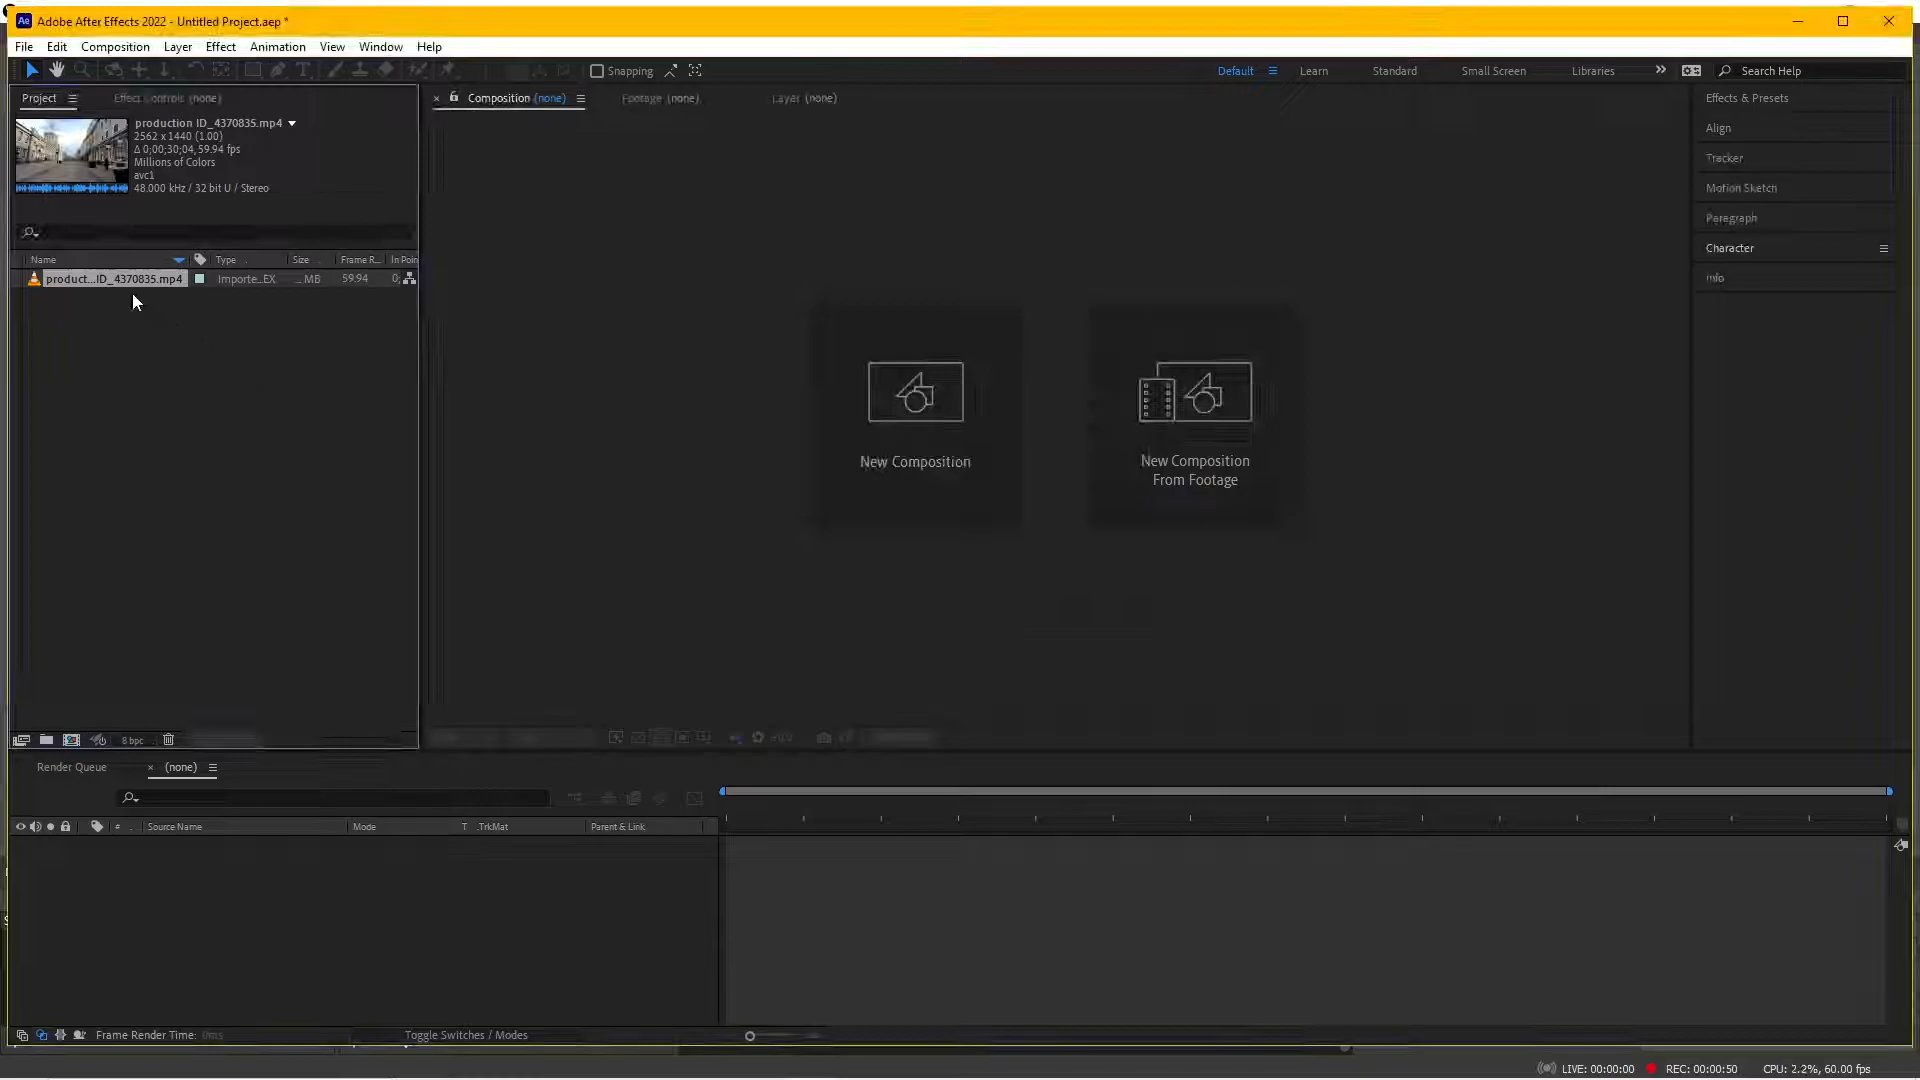 Adobe After Effects 2022 - Untitled Project.aep *
File Edit Composition Layer Effect Animation View Window Help
Snapping
Default Learn Standard Small Screen Libraries Search Help
Project Effect Controls (none) Composition (none) Footage (none) Layer (none)
Effects & Presets
Align
Tracker
Motion Sketch
Paragraph
Character
Info
production ID_4370835.mp4
2562 x 1440 (1.00)
Δ 0;00;30;04, 59.94 fps
Millions of Colors
avc1
48.000 kHz / 32 bit U / Stereo
Name Type Size Frame R... In Poin
product...ID_4370835.mp4 Importe...EX ... MB 59.94 0;
New Composition
New Composition
From Footage
8 bpc
Render Queue (none)
# Source Name Mode T .TrkMat Parent & Link
Frame Render Time: 0ms Toggle Switches / Modes
LIVE: 00:00:00 REC: 00:00:50 CPU: 2.2%, 60.00 fps